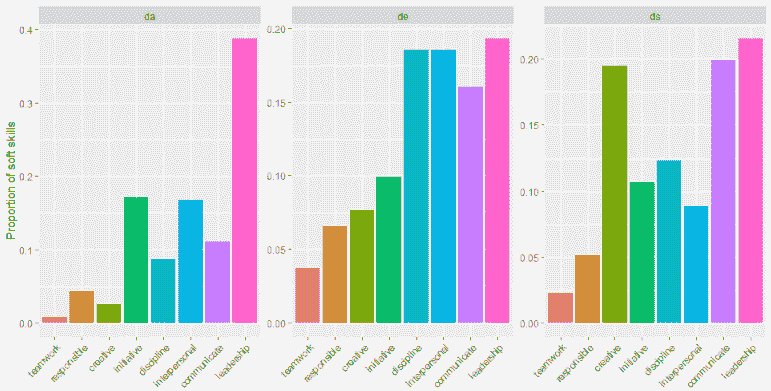 da
de
ds
Proportion of soft skills
0.4
0.3
0.2
0.1
0.0
0.20
0.15
0.10
0.05
0.00
0.20
0.15
0.10
0.05
0.00
teamwork
responsible
creative
initiative
discipline
interpersonal
communicate
leadership
teamwork
responsible
creative
initiative
discipline
interpersonal
communicate
leadership
teamwork
responsible
creative
initiative
discipline
interpersonal
communicate
leadership